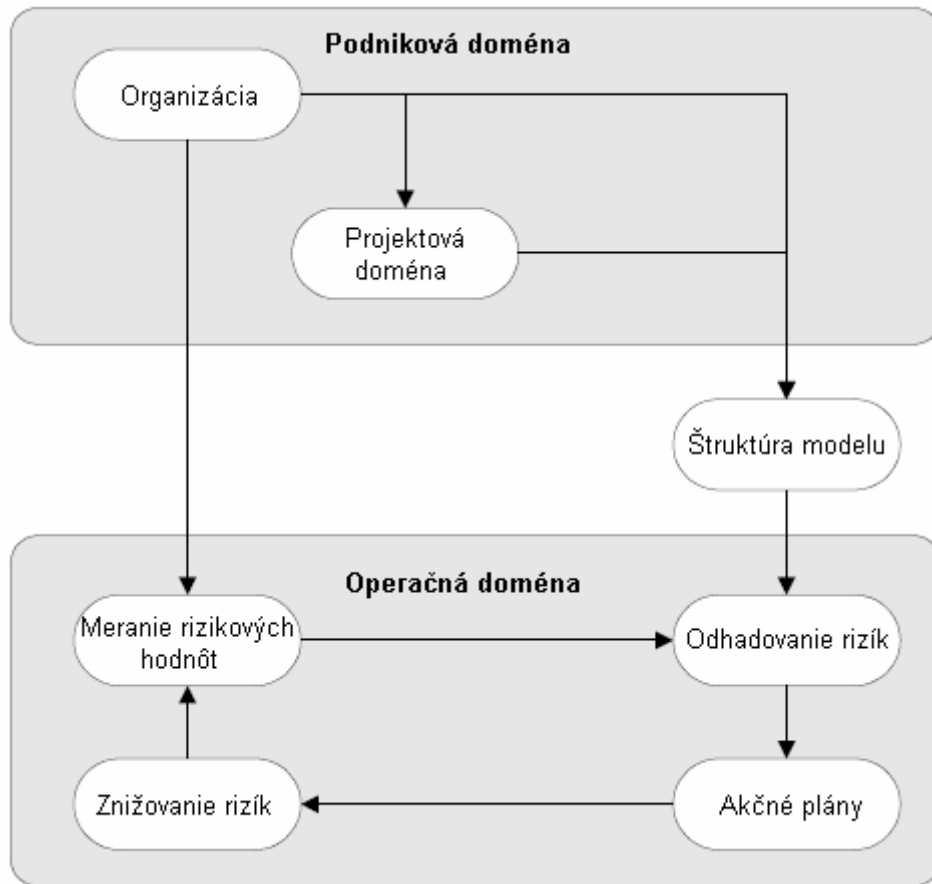 Podniková doména
Organizácia
Projektová
doména
Štruktúra modelu
Operačná doména
Meranie rizikových
hodnôt
Odhadovanie rizík
Znižovanie rizík
Akčné plány